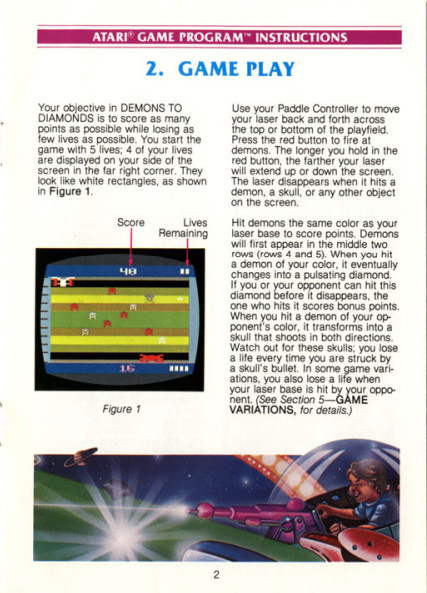 ATARI® GAME PROGRAM™ INSTRUCTIONS
2. GAME PLAY
Your objective in DEMONS TO
DIAMONDS is to score as many
points as possible while losing as
few lives as possible. You start the
game with 5 lives; 4 of your lives
are displayed on your side of the
screen in the far right corner. They
look like white rectangles, as shown
in Figure 1.
Score Lives
Remaining
48
16
Figure 1
Use your Paddle Controller to move
your laser back and forth across
the top or bottom of the playfield.
Press the red button to fire at
demons. The longer you hold in the
red button, the farther your laser
will extend up or down the screen.
The laser disappears when it hits a
demon, a skull, or any other object
on the screen.
Hit demons the same color as your
laser base to score points. Demons
will first appear in the middle two
rows (rows 4 and 5). When you hit
a demon of your color, it eventually
changes into a pulsating diamond.
If you or your opponent can hit this
diamond before it disappears, the
one who hits it scores bonus points.
When you hit a demon of your op-
ponent's color, it transforms into a
skull that shoots in both directions.
Watch out for these skulls; you lose
a life every time you are struck by
a skull's bullet. In some game vari-
ations, you also lose a life when
your laser base is hit by your oppo-
nent. (See Section 5—GAME
VARIATIONS, for details.)
2